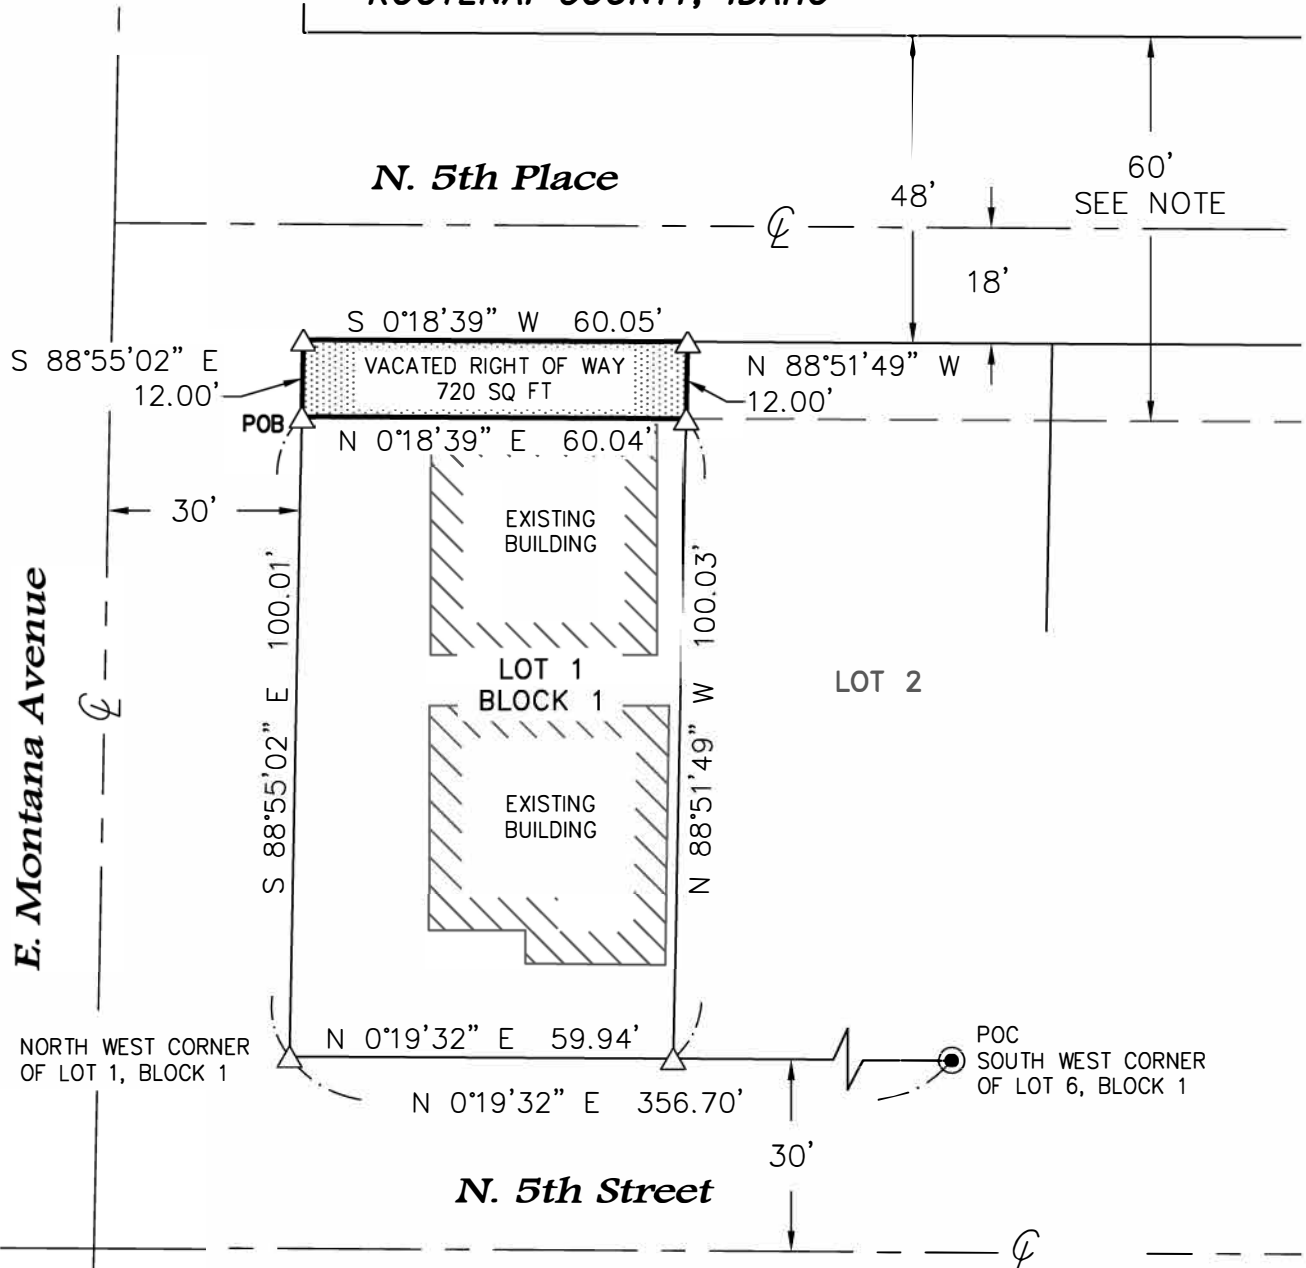 KOOTENAI COUNTY, IDAHO
N. 5th Place
48'
60'
SEE NOTE
18'
S 0°18'39" W 60.05'
S 88°55'02" E
12.00'
VACATED RIGHT OF WAY
720 SQ FT
N 88°51'49" W
12.00'
POB
N 0°18'39" E 60.04'
30'
EXISTING
BUILDING
S 88°55'02" E 100.01'
N 88°51'49" W 100.03'
E. Montana Avenue
LOT 1
BLOCK 1
LOT 2
EXISTING
BUILDING
NORTH WEST CORNER
OF LOT 1, BLOCK 1
N 0°19'32" E 59.94'
POC
SOUTH WEST CORNER
OF LOT 6, BLOCK 1
N 0°19'32" E 356.70'
30'
N. 5th Street